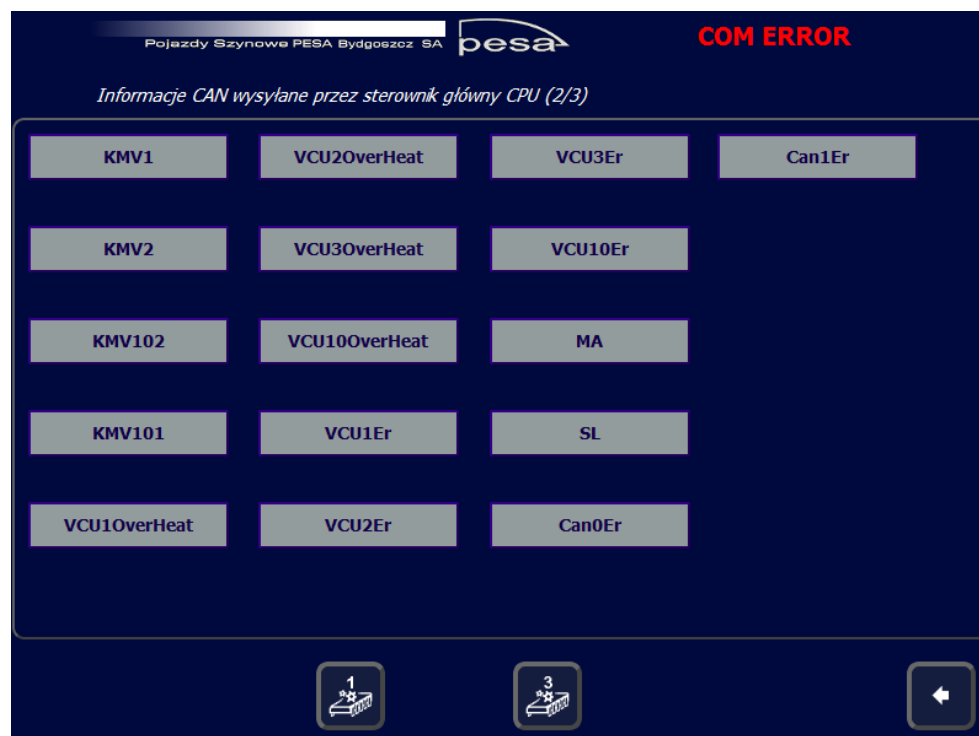 Pojazdy Szynowe PESA Bydgoszcz SA
pesa
COM ERROR
Informacje CAN wysyłane przez sterownik główny CPU (2/3)
KMV1 VCU2OverHeat VCU3Er Can1Er
KMV2 VCU3OverHeat VCU10Er
KMV102 VCU10OverHeat MA
KMV101 VCU1Er SL
VCU1OverHeat VCU2Er Can0Er
1 3